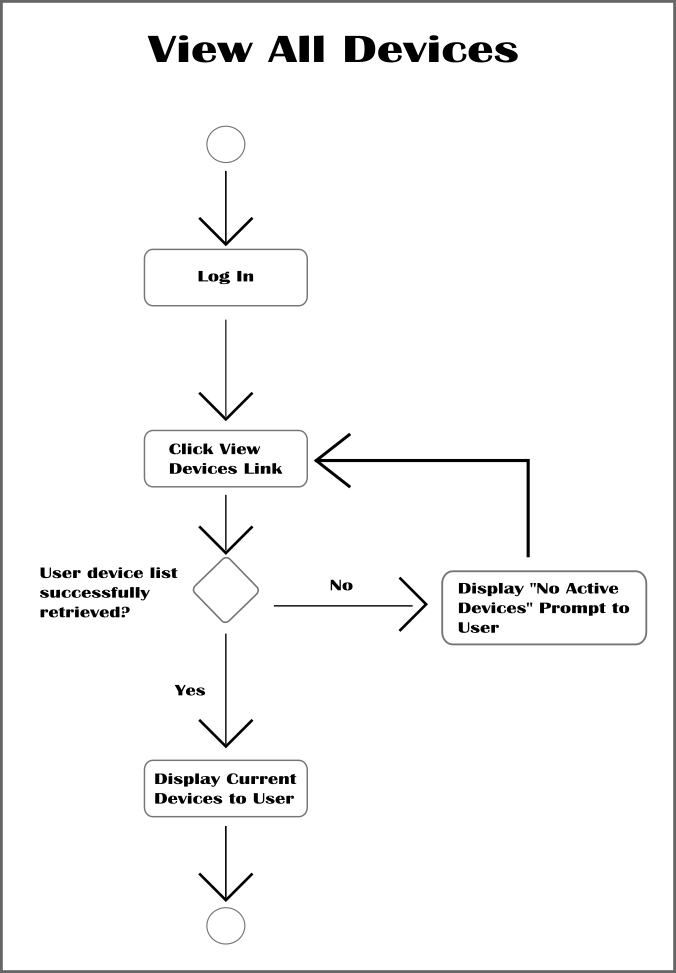 View All Devices
Log In
Click View
Devices Link
User device list
successfully
retrieved?
No
Display "No Active
Devices" Prompt to
User
Yes
Display Current
Devices to User